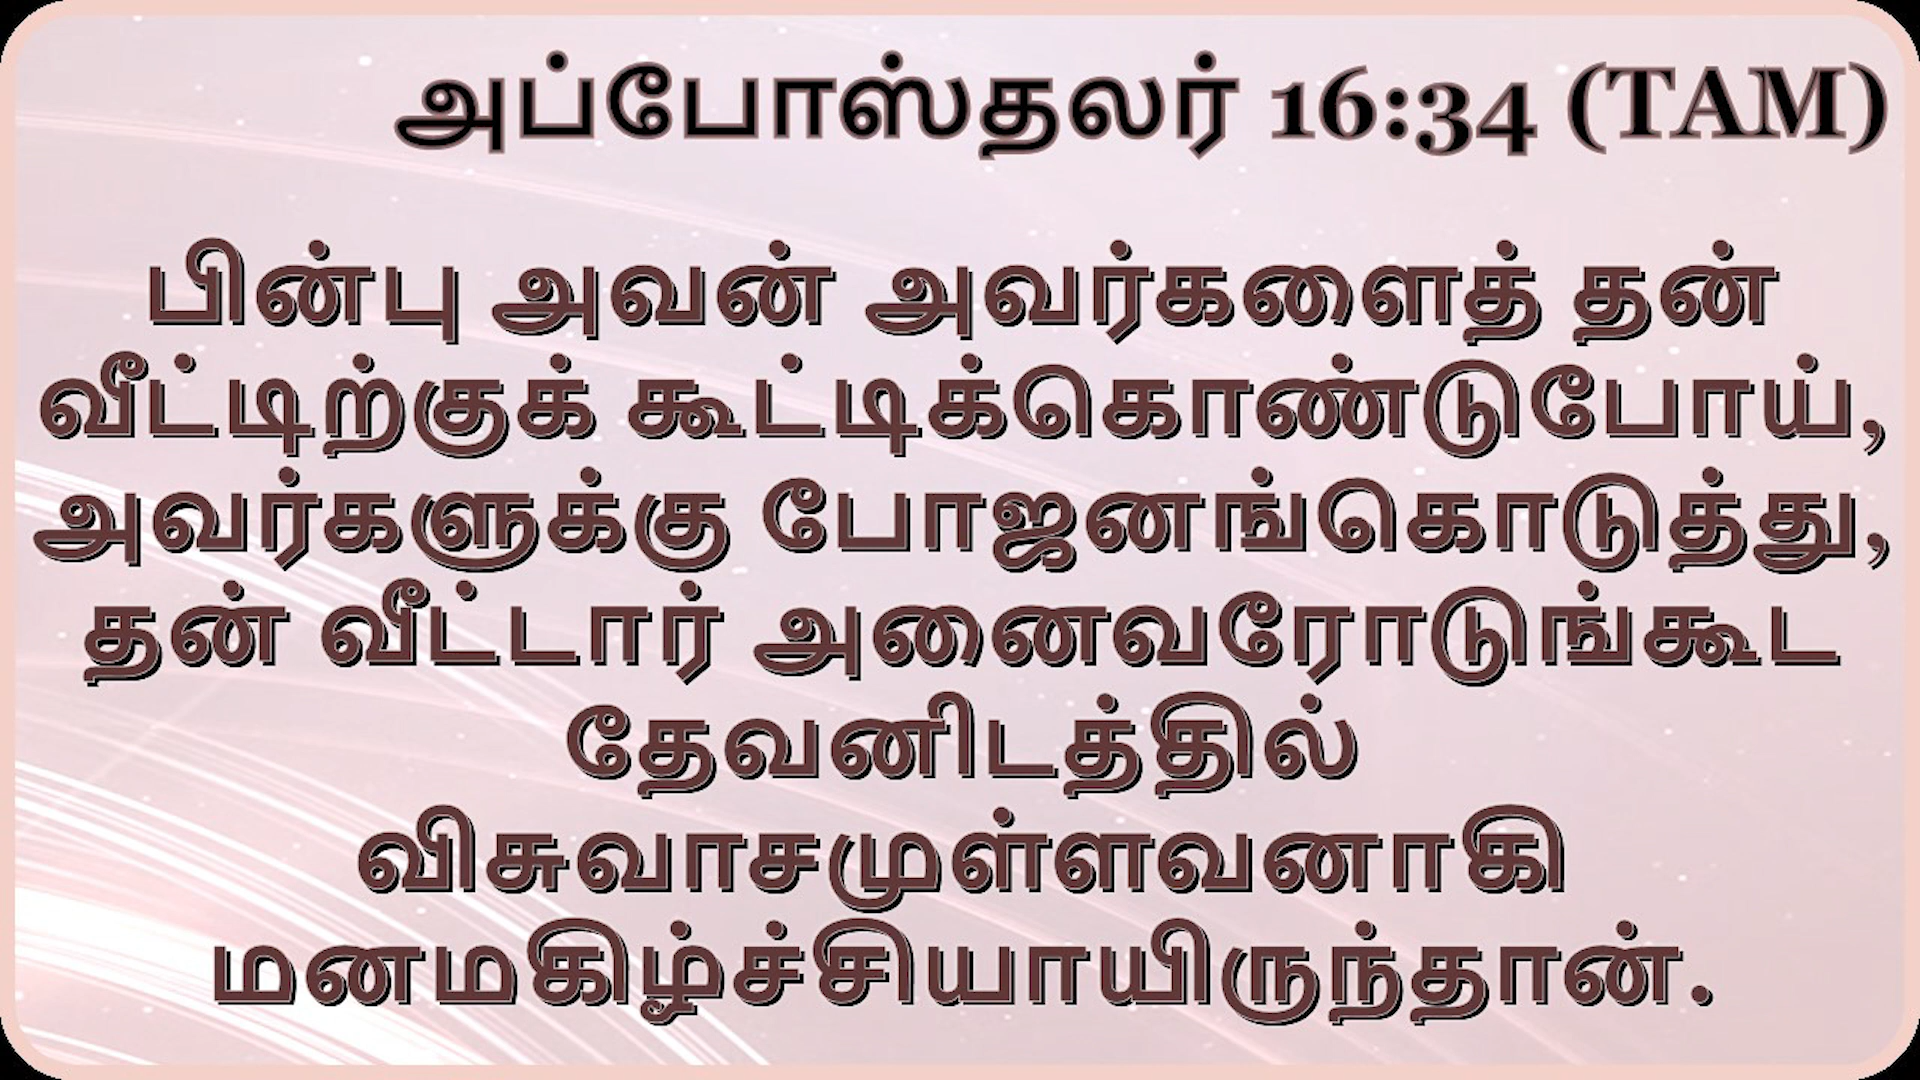 அப்போஸ்தலர் 16:34 (TAM)
பின்பு அவன் அவர்களைத் தன்
வீட்டிற்குக் கூட்டிக்கொண்டுபோய்,
அவர்களுக்கு போஜனங்கொடுத்து,
தன் வீட்டார் அனைவரோடுங்கூட
தேவனிடத்தில்
விசுவாசமுள்ளவனாகி
மனமகிழ்ச்சியாயிருந்தான்.